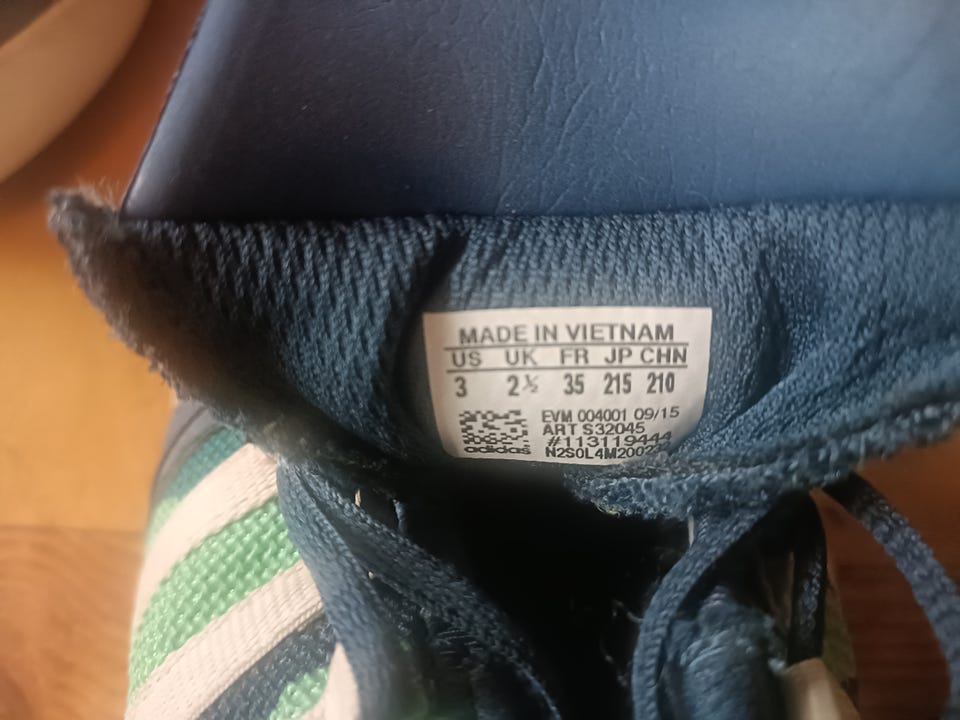 MADE IN VIETNAM
US UK FR JP CHN
3 2½ 35 215 210
EVM 004001 09/15
ART S32045
#113119444
adidas